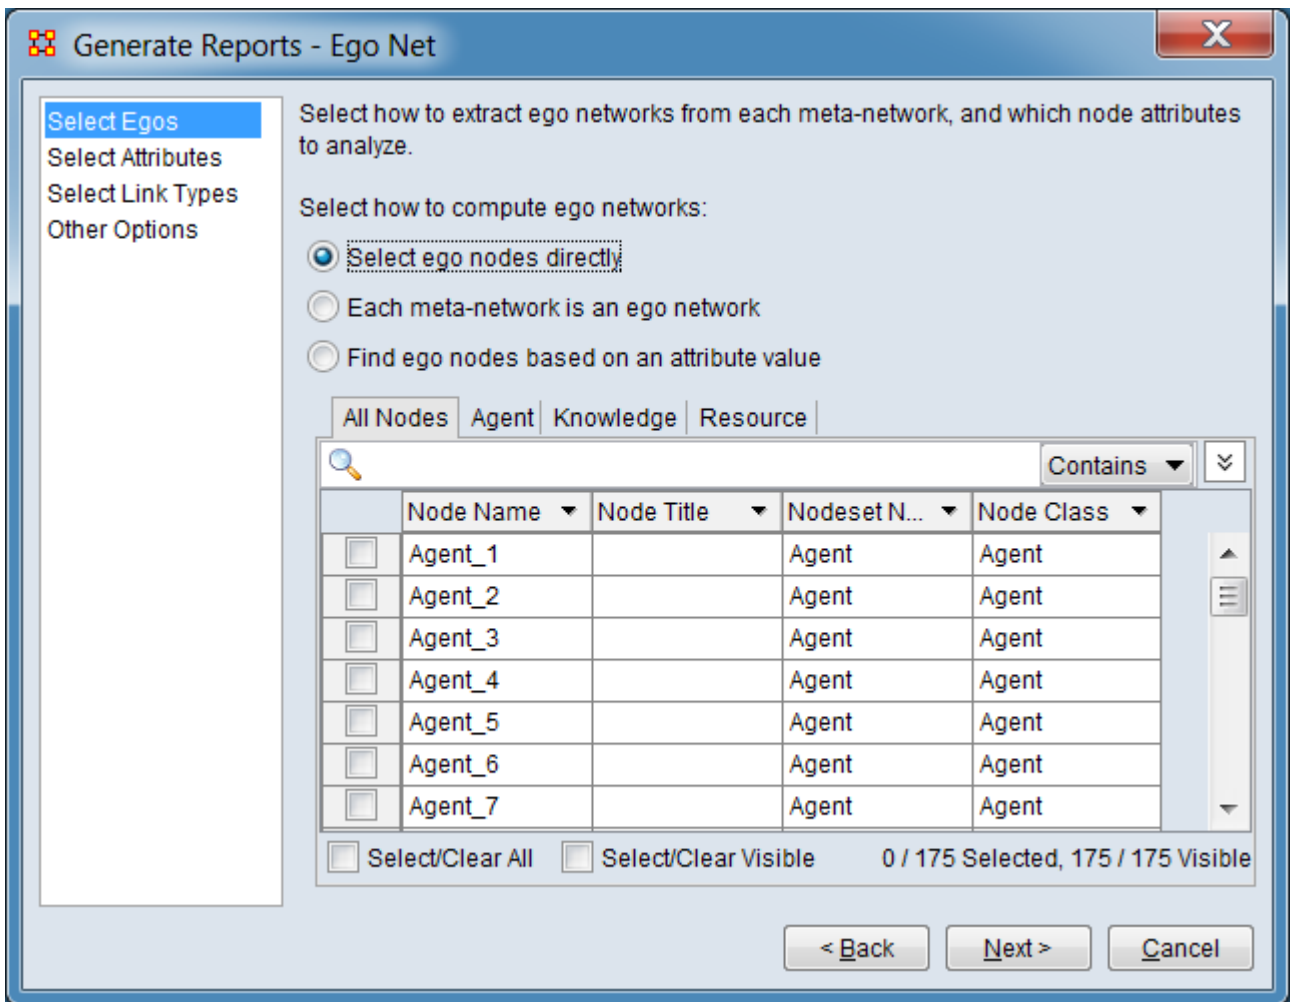 Generate Reports - Ego Net
X
Select Egos
Select Attributes
Select Link Types
Other Options
Select how to extract ego networks from each meta-network, and which node attributes
to analyze.
Select how to compute ego networks:
Select ego nodes directly
Each meta-network is an ego network
Find ego nodes based on an attribute value
All Nodes Agent Knowledge Resource
Contains
Node Name Node Title Nodeset N... Node Class
Agent_1 Agent Agent
Agent_2 Agent Agent
Agent_3 Agent Agent
Agent_4 Agent Agent
Agent_5 Agent Agent
Agent_6 Agent Agent
Agent_7 Agent Agent
Select/Clear All Select/Clear Visible 0 / 175 Selected, 175 / 175 Visible
< Back Next > Cancel